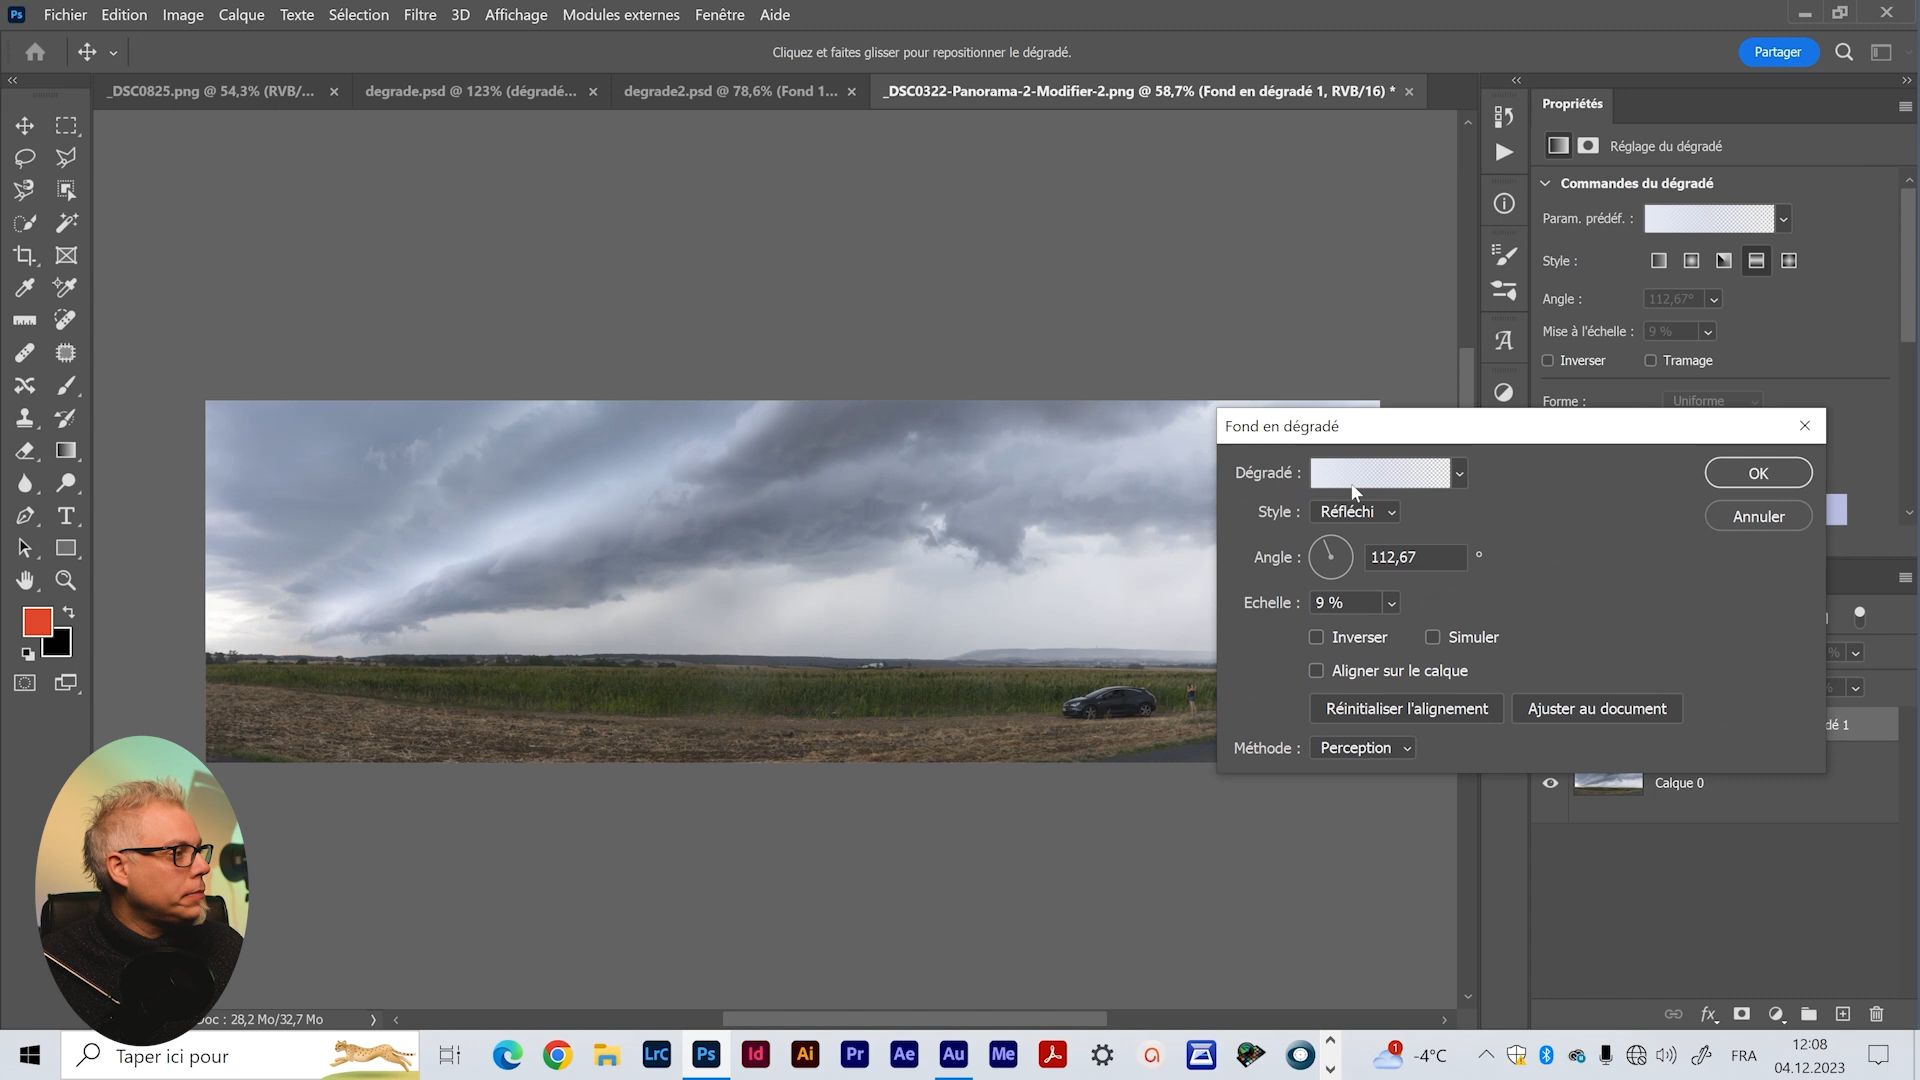 Ps Fichier Edition Image Calque Texte Sélection Filtre 3D Affichage Modules externes Fenêtre Aide
Cliquez et faites glisser pour repositionner le dégradé.
Partager
_DSC0825.png @ 54,3% (RVB/... × degrade.psd @ 123% (dégradé... × degrade2.psd @ 78,6% (Fond 1... × _DSC0322-Panorama-2-Modifier-2.png @ 58,7% (Fond en dégradé 1, RVB/16) * ×
Propriétés
Réglage du dégradé
Commandes du dégradé
Param. prédéf. :
Style :
Angle : 112,67°
Mise à l'échelle : 9 %
Inverser Tramage
Forme : Uniforme
Fond en dégradé
Dégradé :
OK
Style : Réfléchi
Annuler
Angle : 112,67 °
Echelle : 9 %
Inverser Simuler
Aligner sur le calque
Réinitialiser l'alignement Ajuster au document
Méthode : Perception
%
%
dé 1
Calque 0
Doc : 28,2 Mo/32,7 Mo
fx
Taper ici pour
LrC Ps Id Ai Pr Ae Au Me
1
-4°C
FRA
12:08
04.12.2023